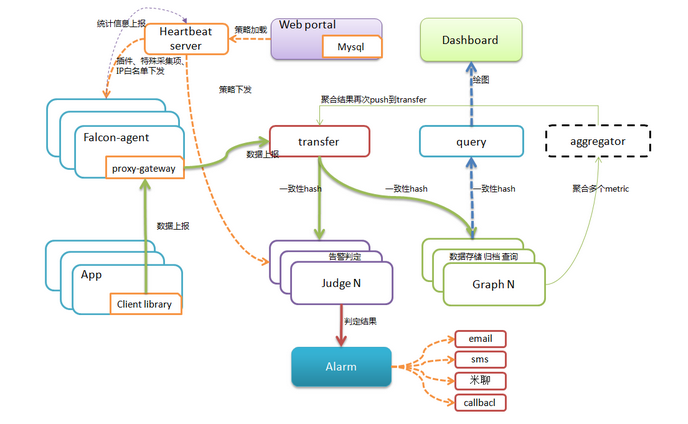 统计信息上报
Heartbeat
server
策略加载
Web portal
Mysql
Dashboard
插件、特殊采集项、
IP白名单下发
策略下发
绘图
聚合结果再次push到transfer
Falcon-agent
proxy-gateway
数据上报
transfer
query
aggregator
一致性hash
一致性hash
一致性hash
聚合多个metric
数据上报
App
Client library
告警判定
Judge N
数据存储 归档 查询
Graph N
判定结果
Alarm
email
sms
米聊
callbacl